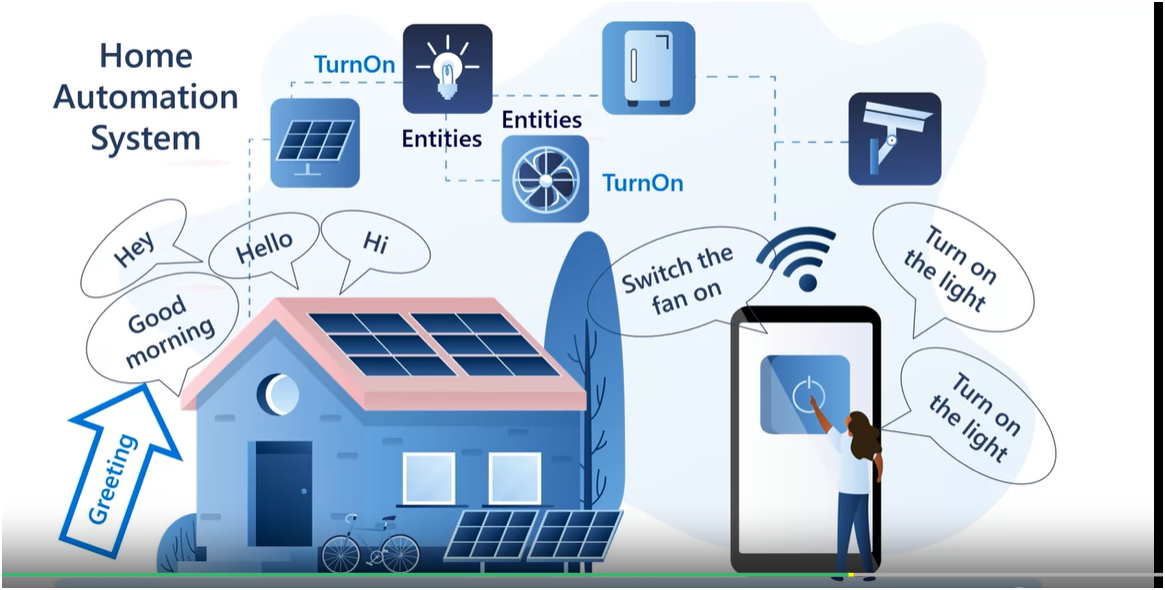 Home
Automation
System
TurnOn
Entities
Entities
TurnOn
Hey
Hello
Hi
Good
morning
Switch the
fan on
Turn on
the light
Turn on
the light
Greeting